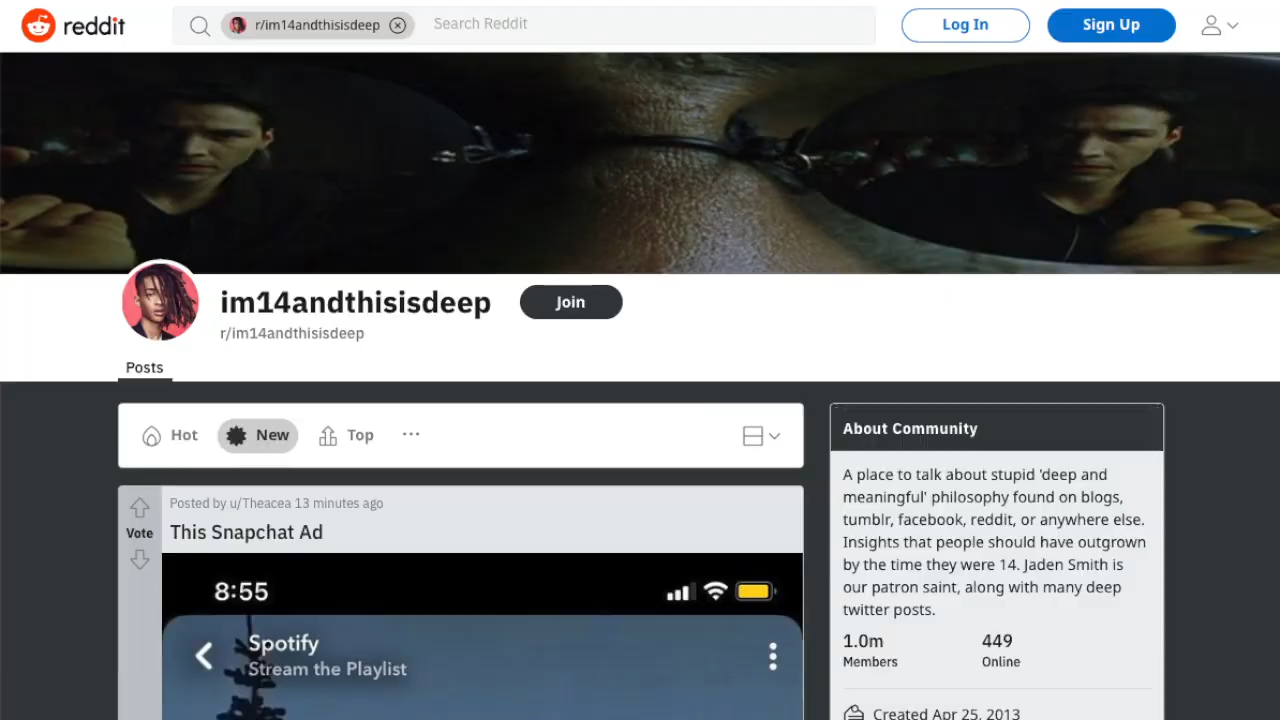 reddit
r/im14andthisisdeep
Search Reddit
Log In
Sign Up
im14andthisisdeep
Join
r/im14andthisisdeep
Posts
Hot
New
Top
Posted by u/Theacea 13 minutes ago
Vote
This Snapchat Ad
8:55
Spotify
Stream the Playlist
About Community
A place to talk about stupid 'deep and
meaningful' philosophy found on blogs,
tumblr, facebook, reddit, or anywhere else.
Insights that people should have outgrown
by the time they were 14. Jaden Smith is
our patron saint, along with many deep
twitter posts.
1.0m
449
Members
Online
Created Apr 25, 2013